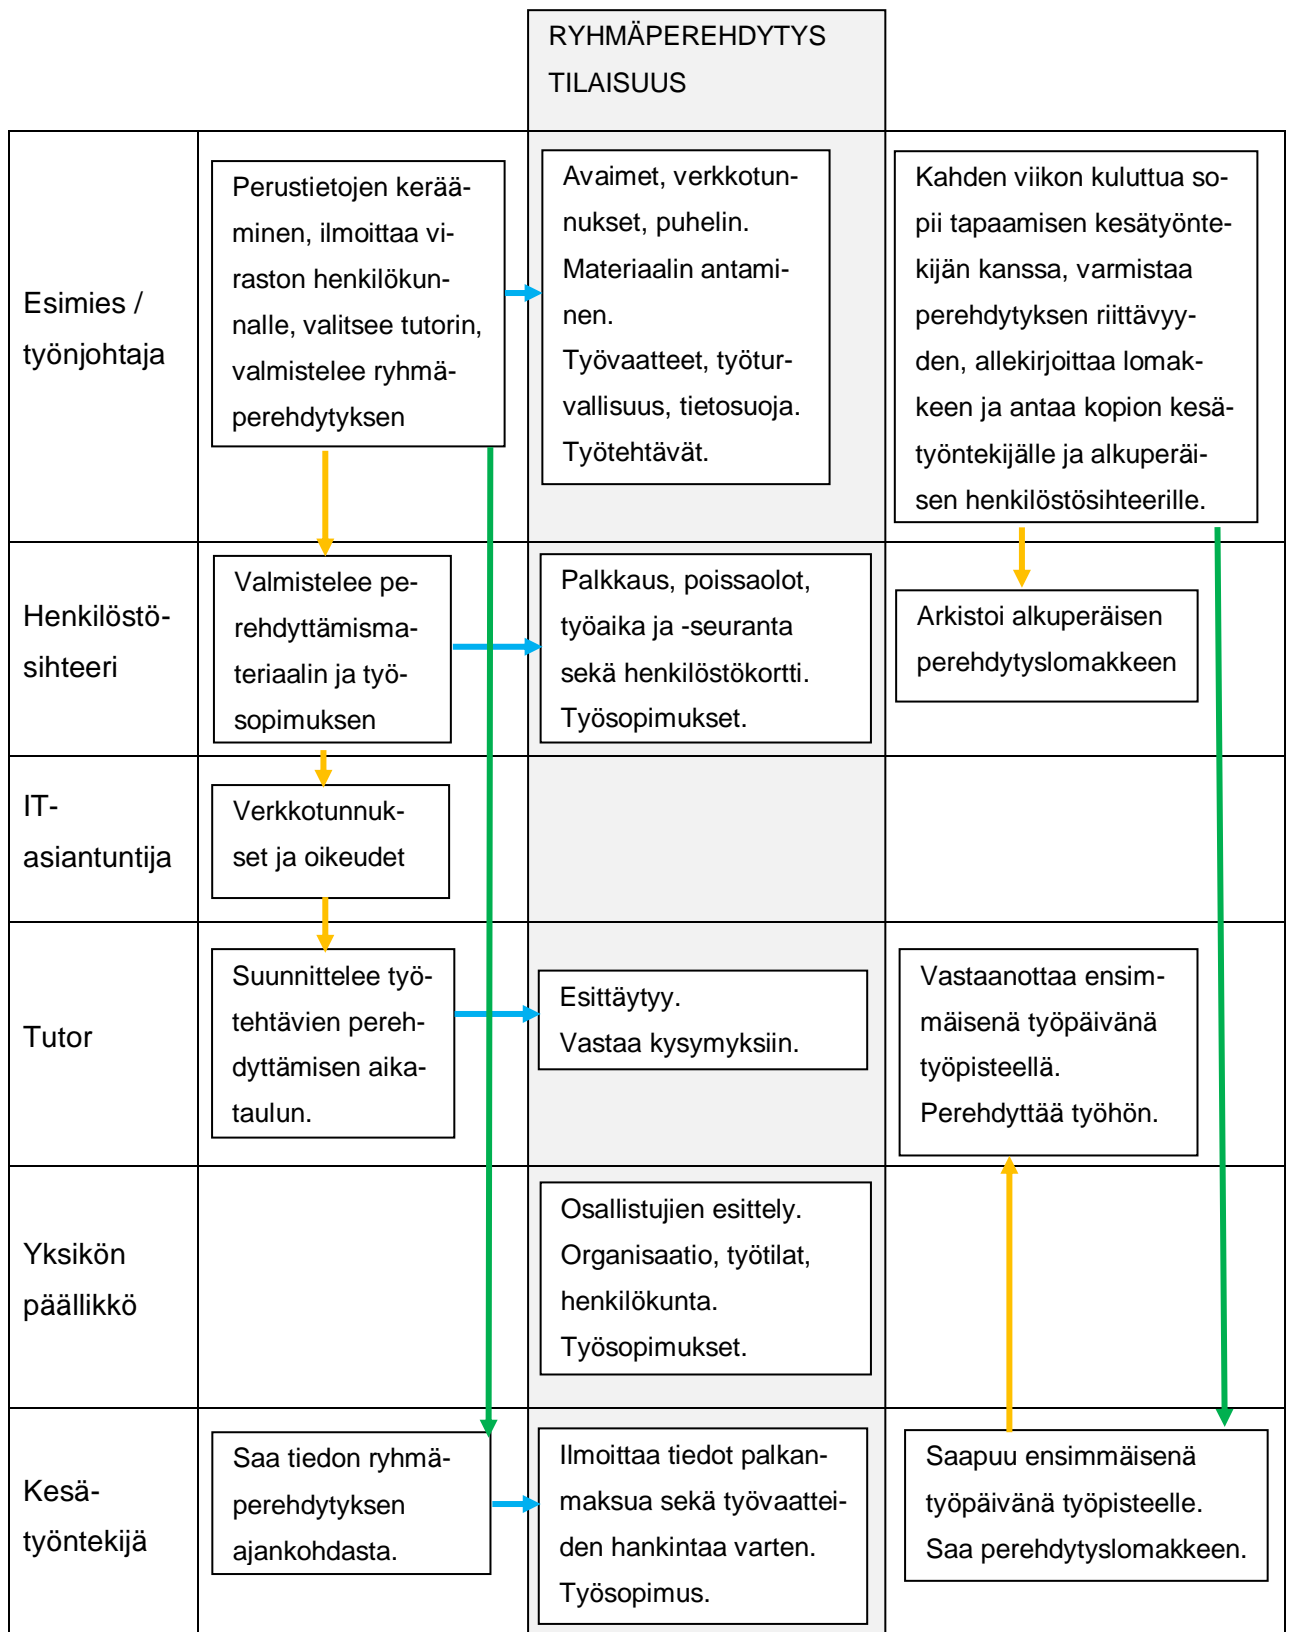 RYHMÄPEREHDYTYS
TILAISUUS
Esimies /
työnjohtaja
Perustietojen kerää-
minen, ilmoittaa vi-
raston henkilökun-
nalle, valitsee tutorin,
valmistelee ryhmä-
perehdytyksen
Avaimet, verkkotun-
nukset, puhelin.
Materiaalin antami-
nen.
Työvaatteet, työtur-
vallisuus, tietosuoja.
Työtehtävät.
Kahden viikon kuluttua so-
pii tapaamisen kesätyönte-
kijän kanssa, varmistaa
perehdytyksen riittävyy-
den, allekirjoittaa lomak-
keen ja antaa kopion kesä-
työntekijälle ja alkuperäi-
sen henkilöstösihteerille.
Henkilöstö-
sihteeri
Valmistelee pe-
rehdyttämisma-
teriaalin ja työ-
sopimuksen
Palkkaus, poissaolot,
työaika ja -seuranta
sekä henkilöstökortti.
Työsopimukset.
Arkistoi alkuperäisen
perehdytyslomakkeen
IT-
asiantuntija
Verkkotunnuk-
set ja oikeudet
Tutor
Suunnittelee työ-
tehtävien pereh-
dyttämisen aika-
taulun.
Esittäytyy.
Vastaa kysymyksiin.
Vastaanottaa ensim-
mäisenä työpäivänä
työpisteellä.
Perehdyttää työhön.
Yksikön
päällikkö
Osallistujien esittely.
Organisaatio, työtilat,
henkilökunta.
Työsopimukset.
Kesä-
työntekijä
Saa tiedon ryhmä-
perehdytyksen
ajankohdasta.
Ilmoittaa tiedot palkan-
maksua sekä työvaattei-
den hankintaa varten.
Työsopimus.
Saapuu ensimmäisenä
työpäivänä työpisteelle.
Saa perehdytyslomakkeen.